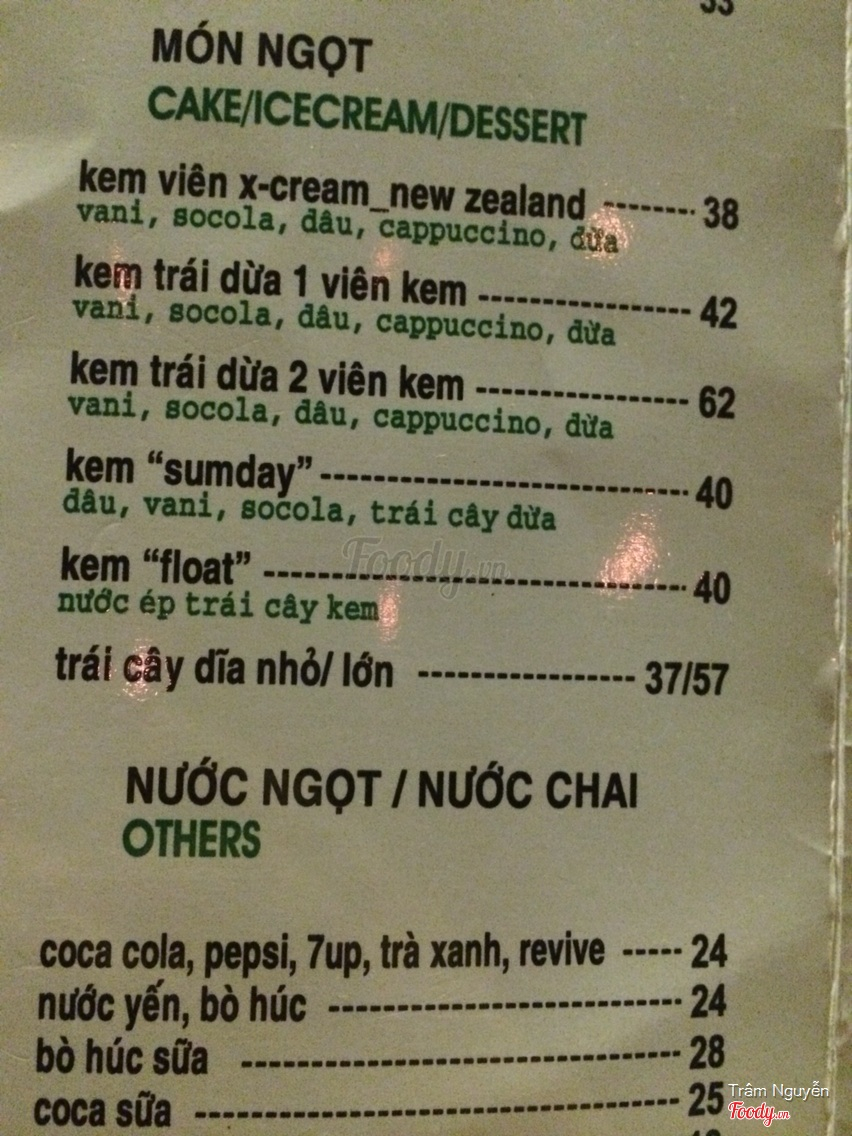 33
MÓN NGỌT
CAKE/ICECREAM/DESSERT
kem viên x-cream_new zealand ------- 38
vani, socola, dâu, cappuccino, dừa
kem trái dừa 1 viên kem ----------------- 42
vani, socola, dâu, cappuccino, dừa
kem trái dừa 2 viên kem ----------------- 62
vani, socola, dâu, cappuccino, dừa
kem “sumday” ----------------------------- 40
dâu, vani, socola, trái cây dừa
kem “float” --------------------------------- 40
nước ép trái cây kem
trái cây dĩa nhỏ/ lớn ----------------- 37/57
Foody.vn
NƯỚC NGỌT / NƯỚC CHAI
OTHERS
coca cola, pepsi, 7up, trà xanh, revive ----- 24
nước yến, bò húc --------------------------- 24
bò húc sữa ---------------------------------- 28
coca sữa ------------------------------------- 25
Trâm Nguyễn
Foody.vn